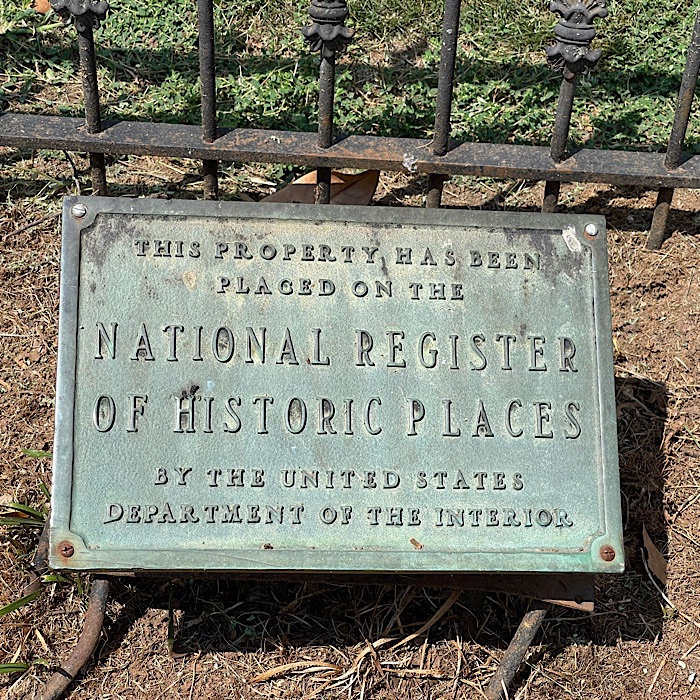 THIS PROPERTY HAS BEEN
PLACED ON THE
NATIONAL REGISTER
OF HISTORIC PLACES
BY THE UNITED STATES
DEPARTMENT OF THE INTERIOR